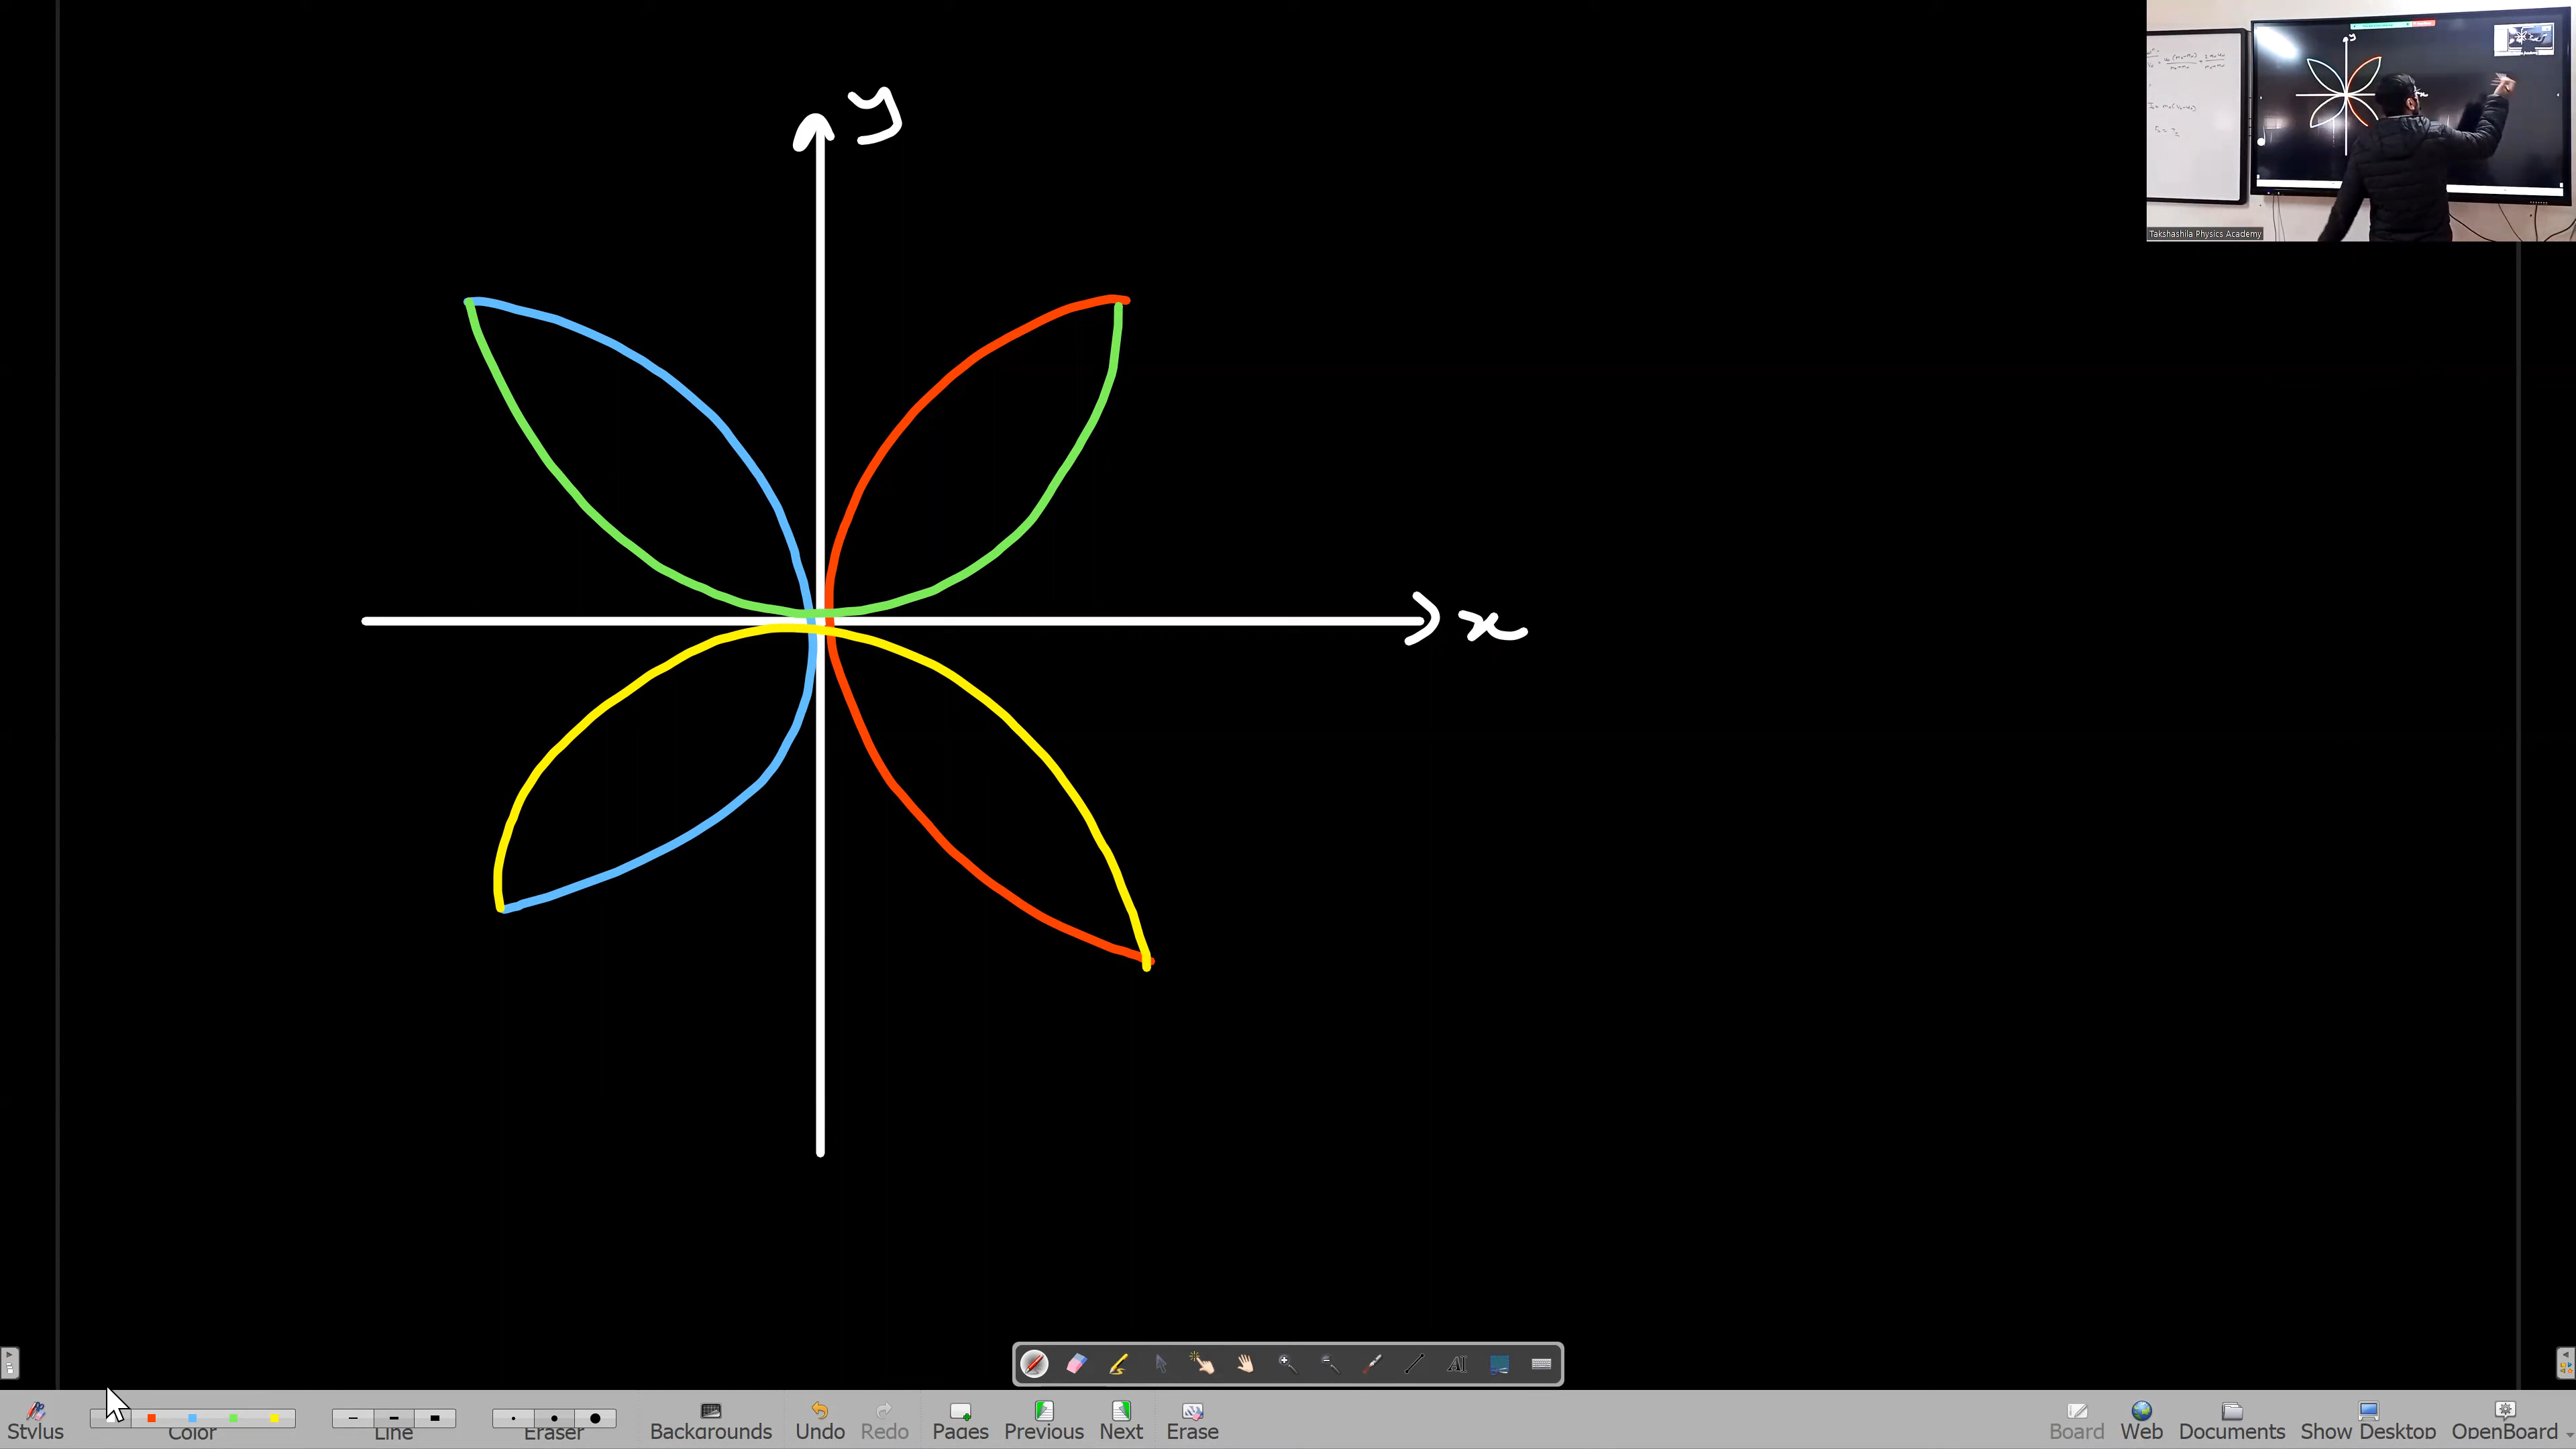 y
x
Takshashila Physics Academy
Stylus
Color
Line
Eraser
Backgrounds
Undo
Redo
Pages
Previous
Next
Erase
Board
Web
Documents
Show Desktop
OpenBoard
AI